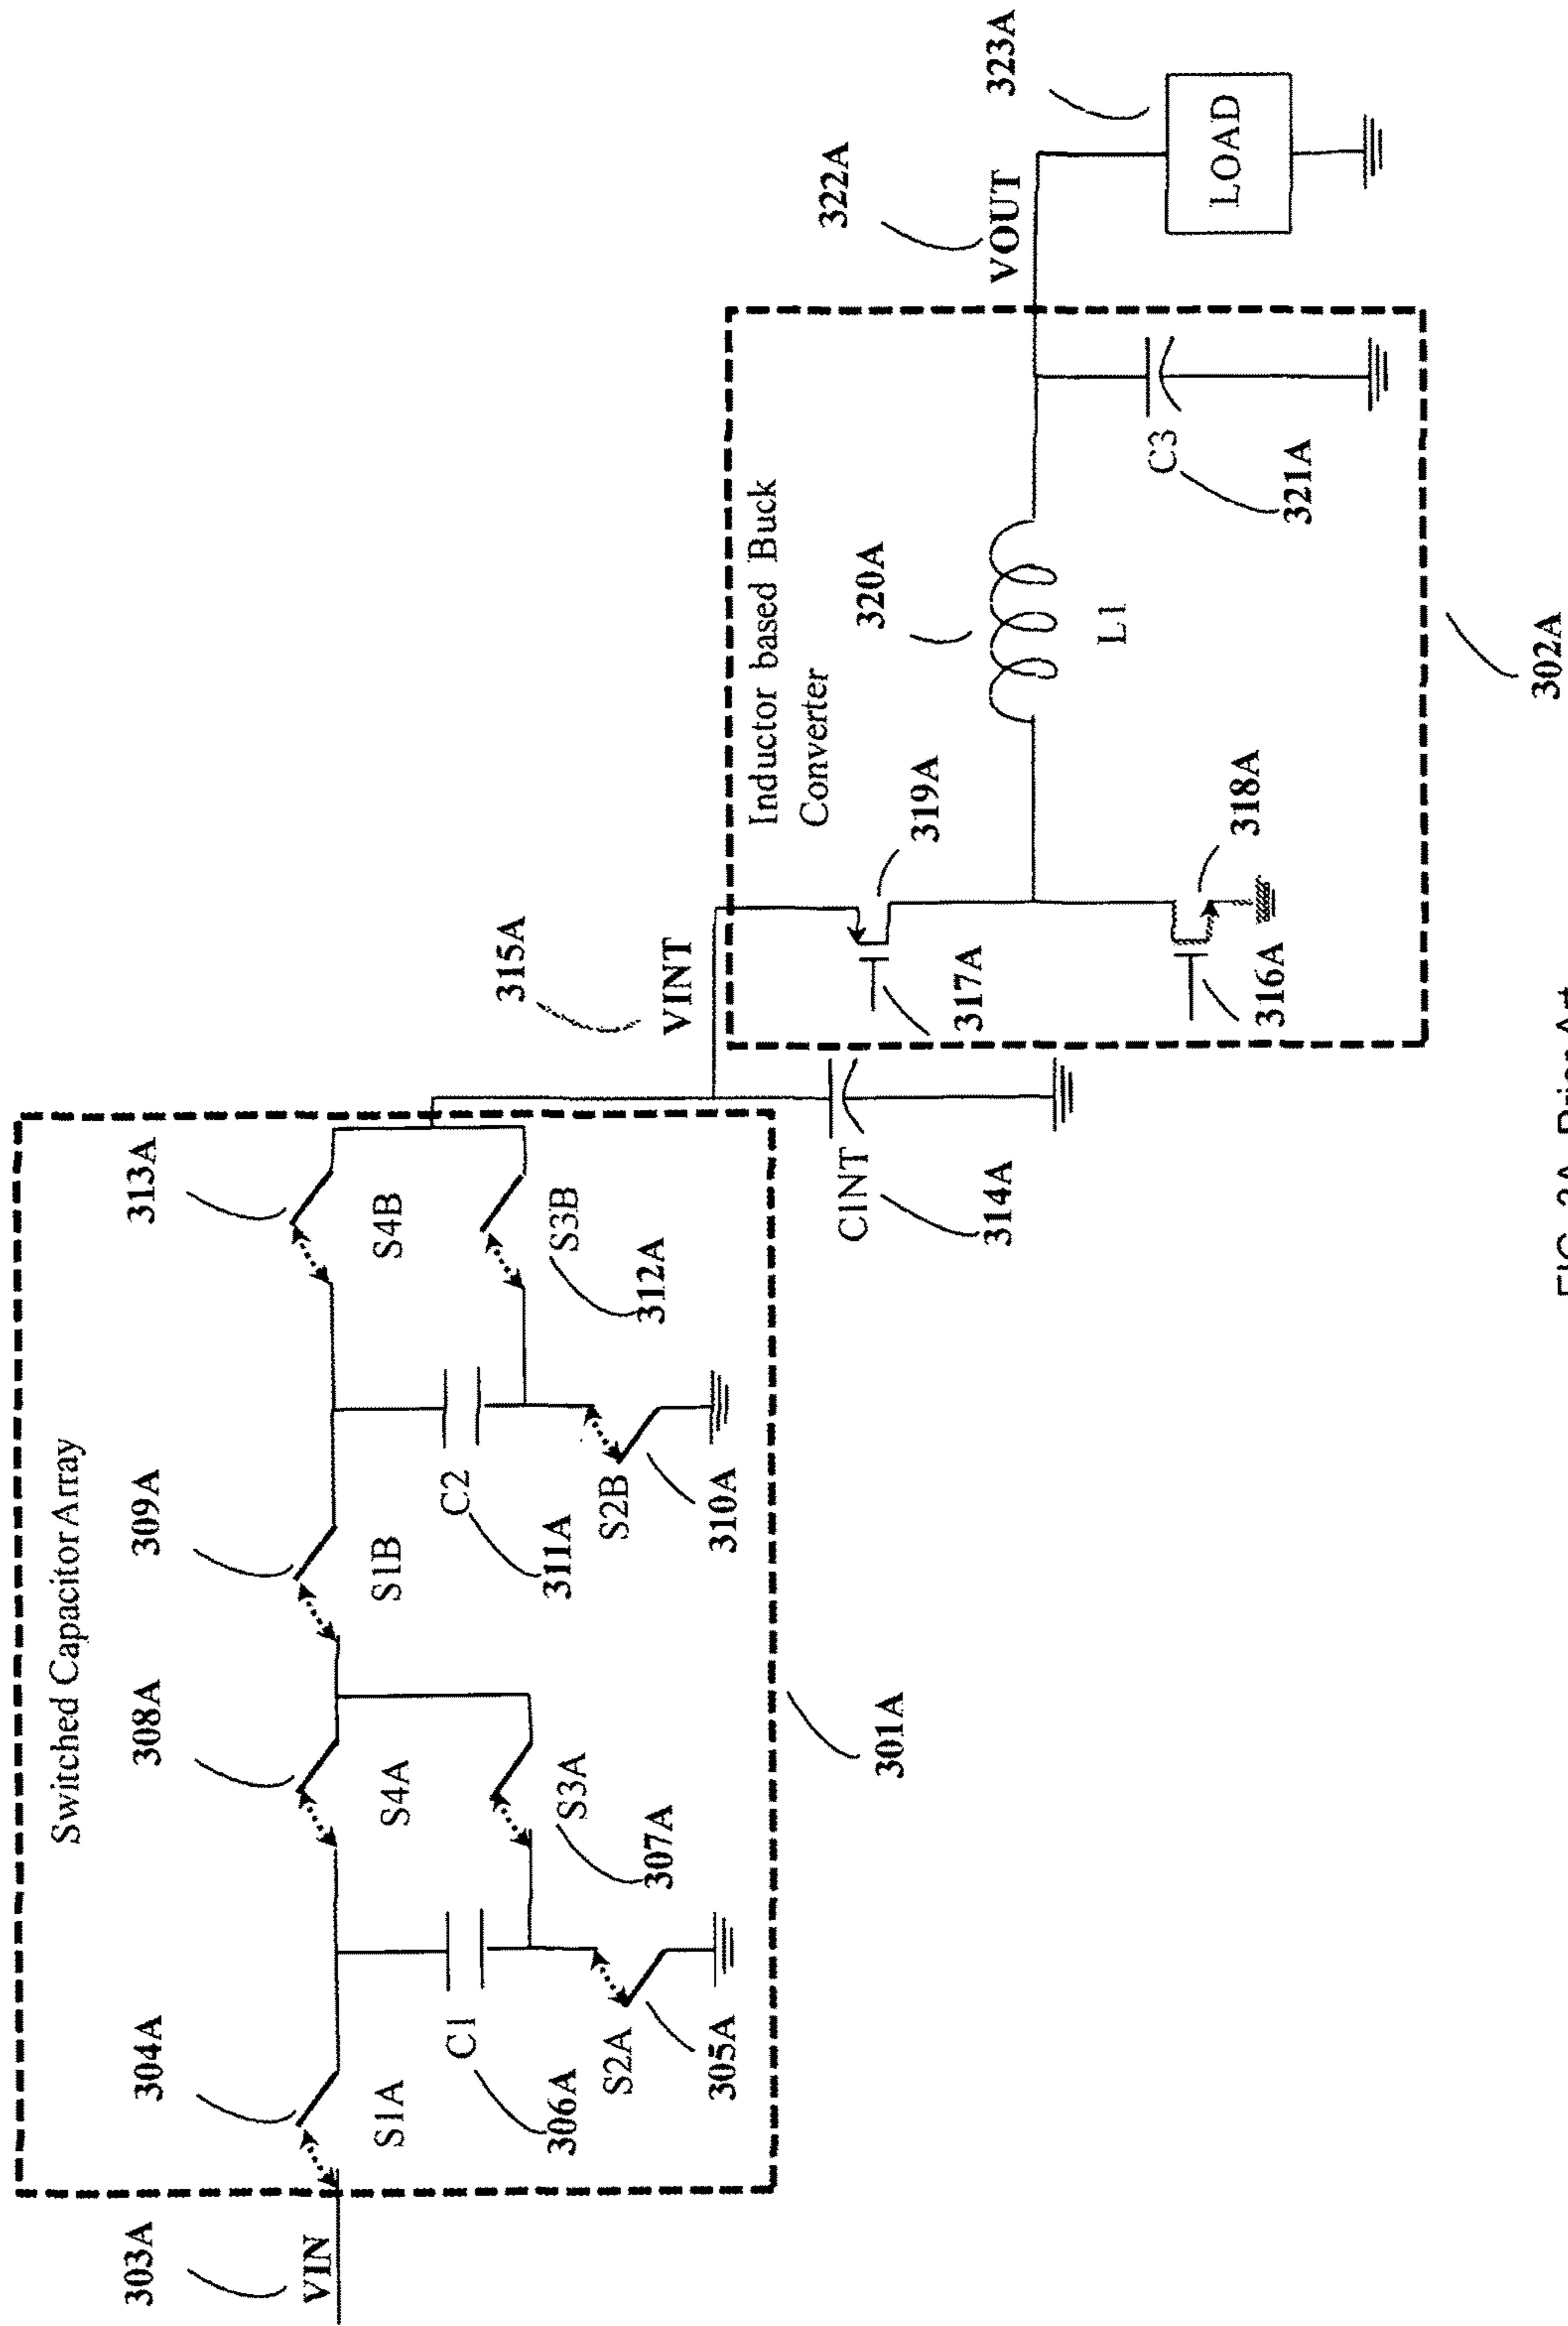 Switched Capacitor Array
303A
VIN
304A
S1A
C1
306A
S2A
305A
308A
S4A
S3A
307A
309A
S1B
C2
311A
S2B
310A
313A
S4B
S3B
312A
301A
CINT
314A
315A
VINT
Inductor based Buck
Converter
319A
317A
318A
316A
320A
L1
C3
321A
302A
322A
VOUT
323A
LOAD